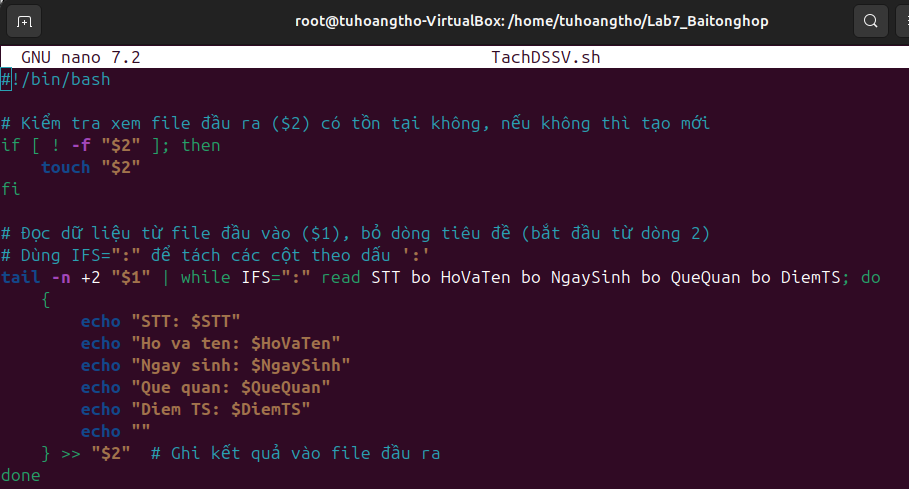 root@tuhoangtho-VirtualBox: /home/tuhoangtho/Lab7_Baitonghop
GNU nano 7.2 TachDSSV.sh
#!/bin/bash
# Kiểm tra xem file đầu ra ($2) có tồn tại không, nếu không thì tạo mới
if [ ! -f "$2" ]; then
    touch "$2"
fi
# Đọc dữ liệu từ file đầu vào ($1), bỏ dòng tiêu đề (bắt đầu từ dòng 2)
# Dùng IFS=":" để tách các cột theo dấu ':'
tail -n +2 "$1" | while IFS=":" read STT bo HoVaTen bo NgaySinh bo QueQuan bo DiemTS; do
    {
        echo "STT: $STT"
        echo "Ho va ten: $HoVaTen"
        echo "Ngay sinh: $NgaySinh"
        echo "Que quan: $QueQuan"
        echo "Diem TS: $DiemTS"
        echo ""
    } >> "$2"  # Ghi kết quả vào file đầu ra
done